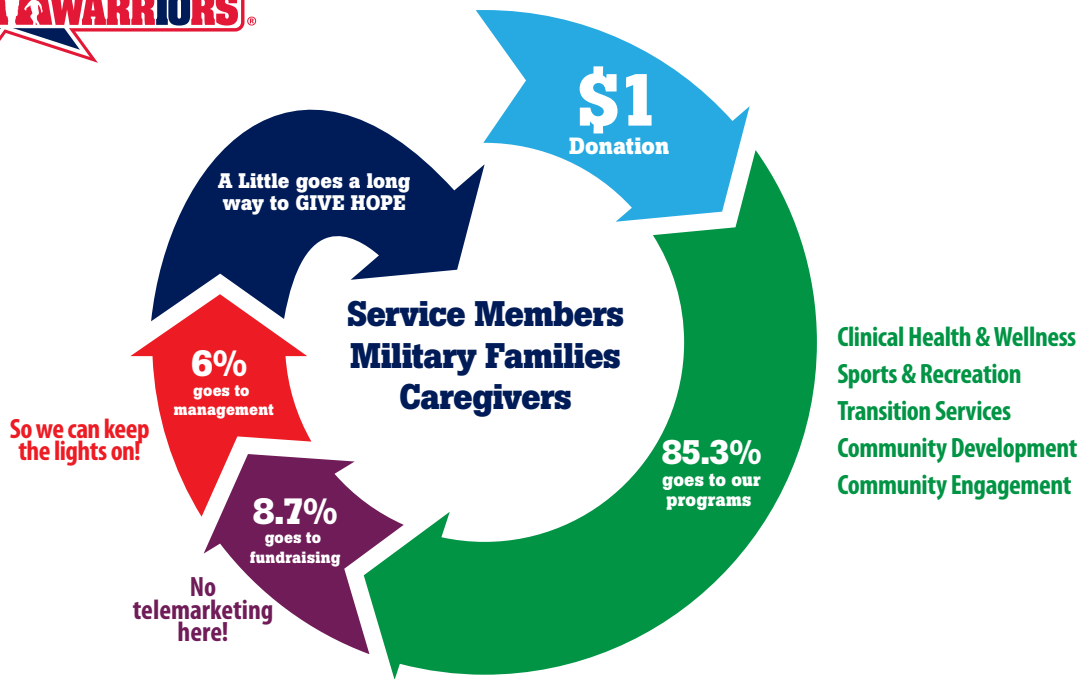 WARRIORS®
$1
Donation
A Little goes a long
way to GIVE HOPE
Service Members
Military Families
Caregivers
85.3%
goes to our
programs
Clinical Health & Wellness
Sports & Recreation
Transition Services
Community Development
Community Engagement
6%
goes to
management
So we can keep
the lights on!
8.7%
goes to
fundraising
No
telemarketing
here!